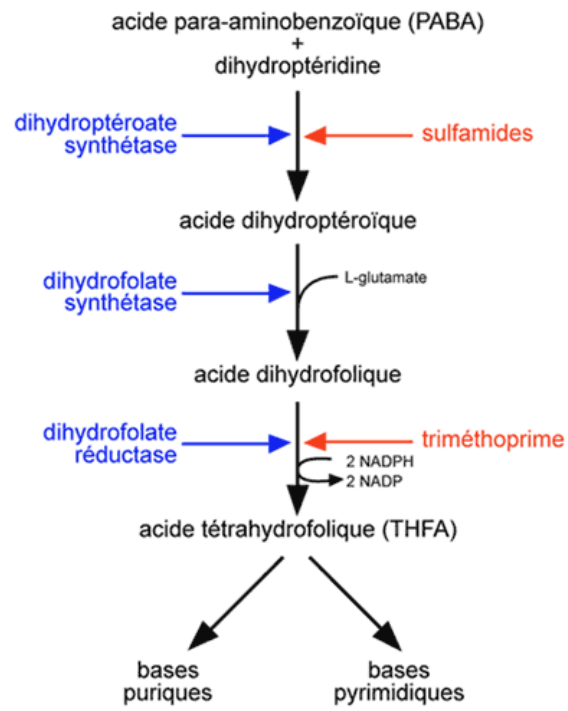 acide para-aminobenzoïque (PABA)
+
dihydroptéridine
dihydroptéroate
synthétase
sulfamides
acide dihydroptéroïque
dihydrofolate
synthétase
L-glutamate
acide dihydrofolique
dihydrofolate
réductase
triméthoprime
2 NADPH
2 NADP
acide tétrahydrofolique (THFA)
bases
puriques
bases
pyrimidiques